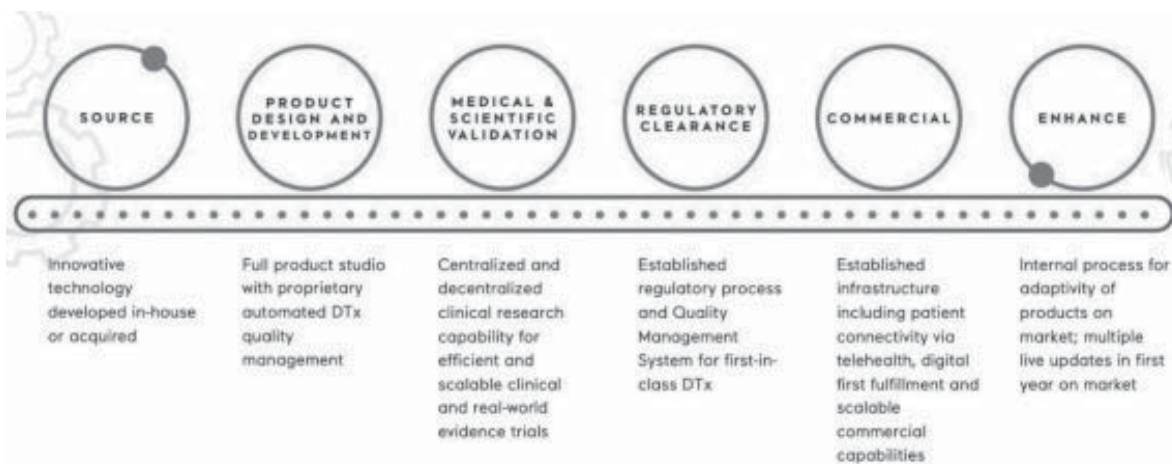 SOURCE
PRODUCT
DESIGN AND
DEVELOPMENT
MEDICAL &
SCIENTIFIC
VALIDATION
REGULATORY
CLEARANCE
COMMERCIAL
ENHANCE
Innovative
technology
developed in-house
or acquired
Full product studio
with proprietary
automated DTx
quality
management
Centralized and
decentralized
clinical research
capability for
efficient and
scalable clinical
and real-world
evidence trials
Established
regulatory process
and Quality
Management
System for first-in-
class DTx
Established
infrastructure
including patient
connectivity via
telehealth, digital
first fulfillment and
scalable
commercial
capabilities
Internal process for
adaptivity of
products on
market; multiple
live updates in first
year on market